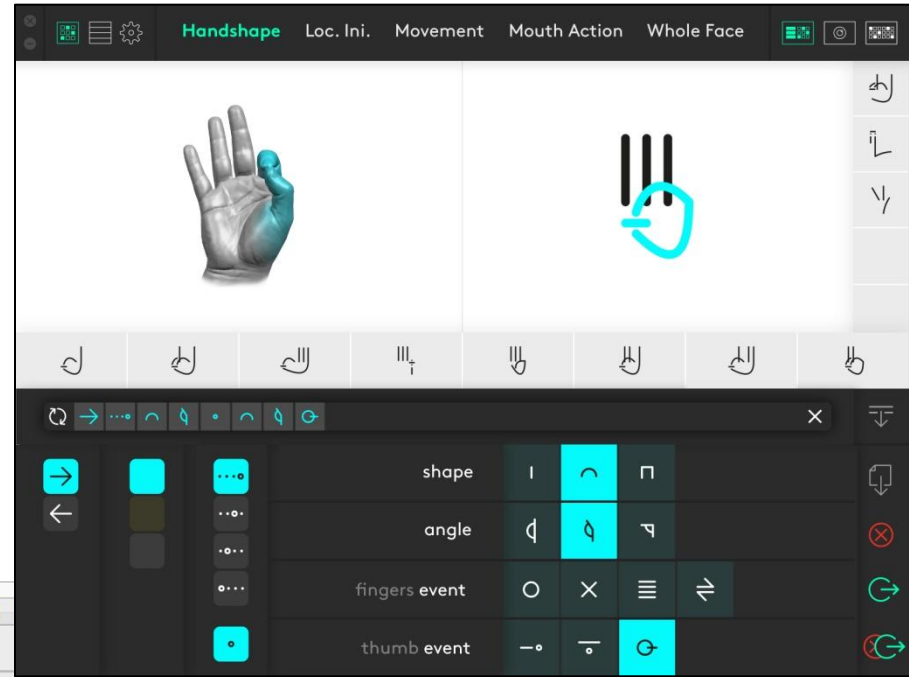 Handshape Loc. Ini. Movement Mouth Action Whole Face
shape
angle
fingers event
thumb event